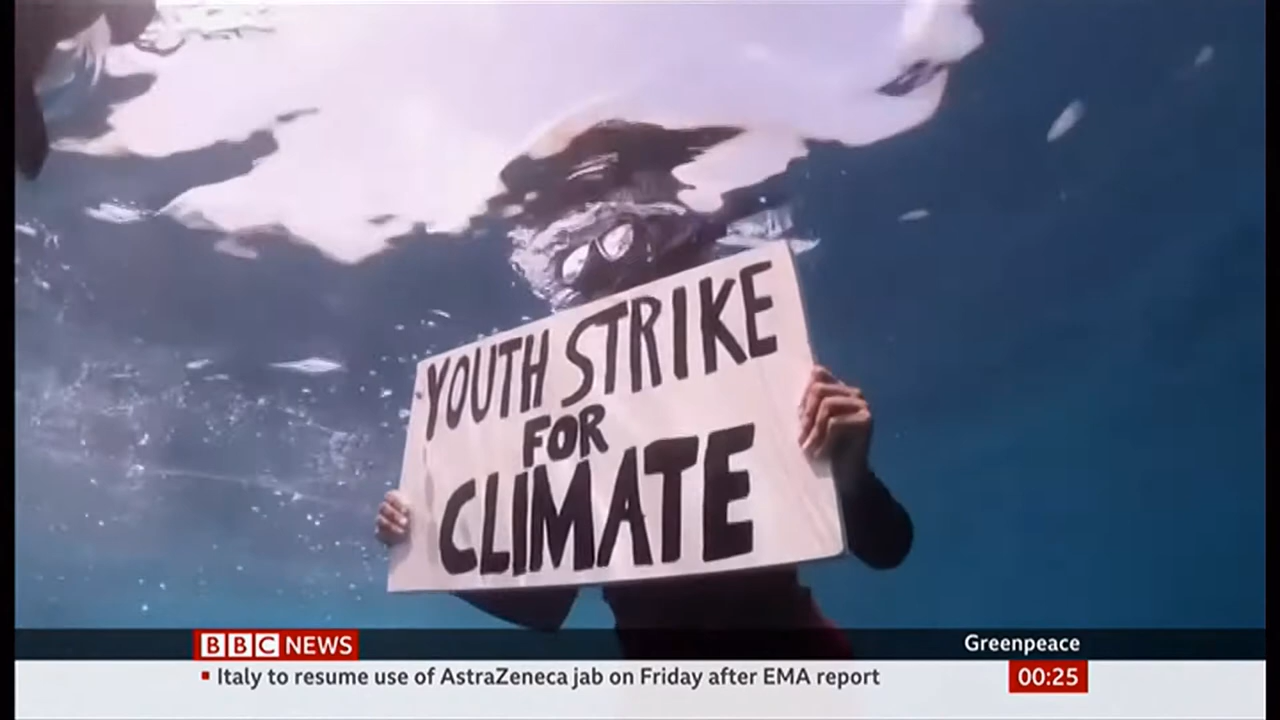 YOUTH STRIKE
FOR
CLIMATE
BBC NEWS
Greenpeace
Italy to resume use of AstraZeneca jab on Friday after EMA report
00:25